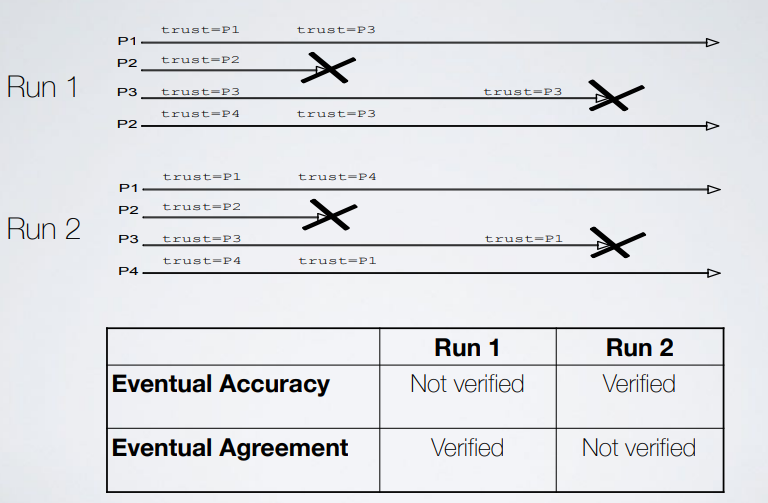 trust=P1 trust=P3
P1
P2 trust=P2
Run 1
P3 trust=P3 trust=P3
trust=P4 trust=P3
P2
trust=P1 trust=P4
P1
P2 trust=P2
Run 2
P3 trust=P3 trust=P1
trust=P4 trust=P1
P4
Run 1 Run 2
Eventual Accuracy Not verified Verified
Eventual Agreement Verified Not verified